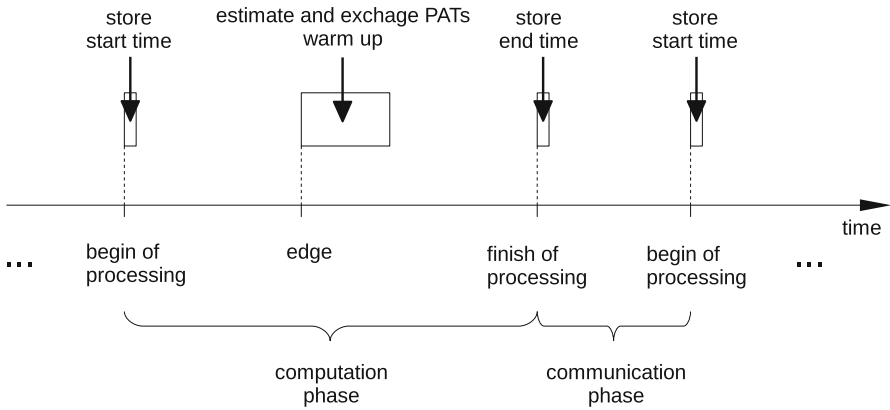 store
start time
estimate and exchage PATs
warm up
store
end time
store
start time
time
begin of
processing
edge
finish of
processing
begin of
processing
...
...
computation
phase
communication
phase